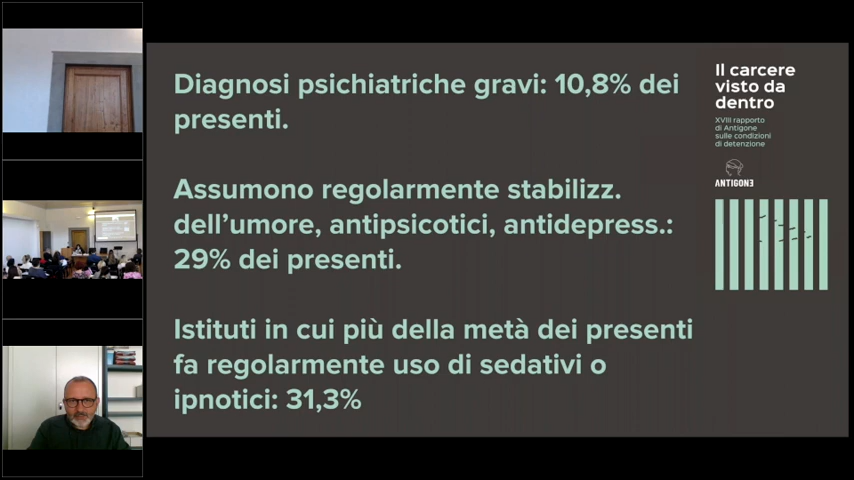 Diagnosi psichiatriche gravi: 10,8% dei
presenti.
Assumono regolarmente stabilizz.
dell’umore, antipsicotici, antidepress.:
29% dei presenti.
Istituti in cui più della metà dei presenti
fa regolarmente uso di sedativi o
ipnotici: 31,3%
Il carcere
visto da
dentro
XVIII rapporto
di Antigone
sulle condizioni
di detenzione
ANTIGONE